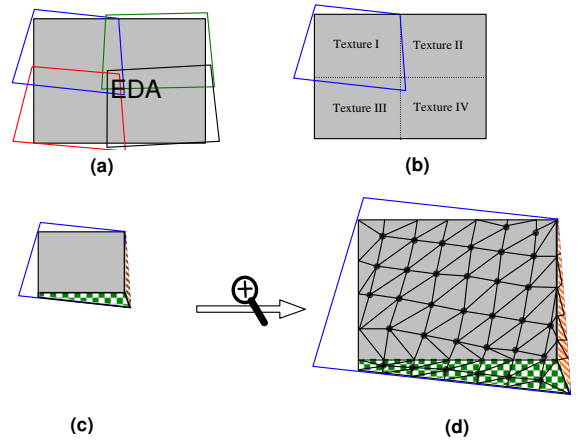 EDA
Texture I Texture II
Texture III Texture IV
(a) (b)
(c) (d)